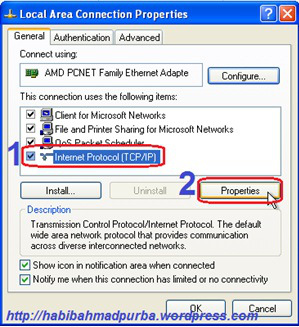 Local Area Connection Properties
General Authentication Advanced
Connect using:
AMD PCNET Family Ethernet Adapte
Configure...
This connection uses the following items:
Client for Microsoft Networks
File and Printer Sharing for Microsoft Networks
QoS Packet Scheduler
1
Internet Protocol (TCP/IP)
2
Install... Uninstall Properties
Description
Transmission Control Protocol/Internet Protocol. The default
wide area network protocol that provides communication
across diverse interconnected networks.
Show icon in notification area when connected
Notify me when this connection has limited or no connectivity
OK Cancel
http://habibahmadpurba.wordpress.com